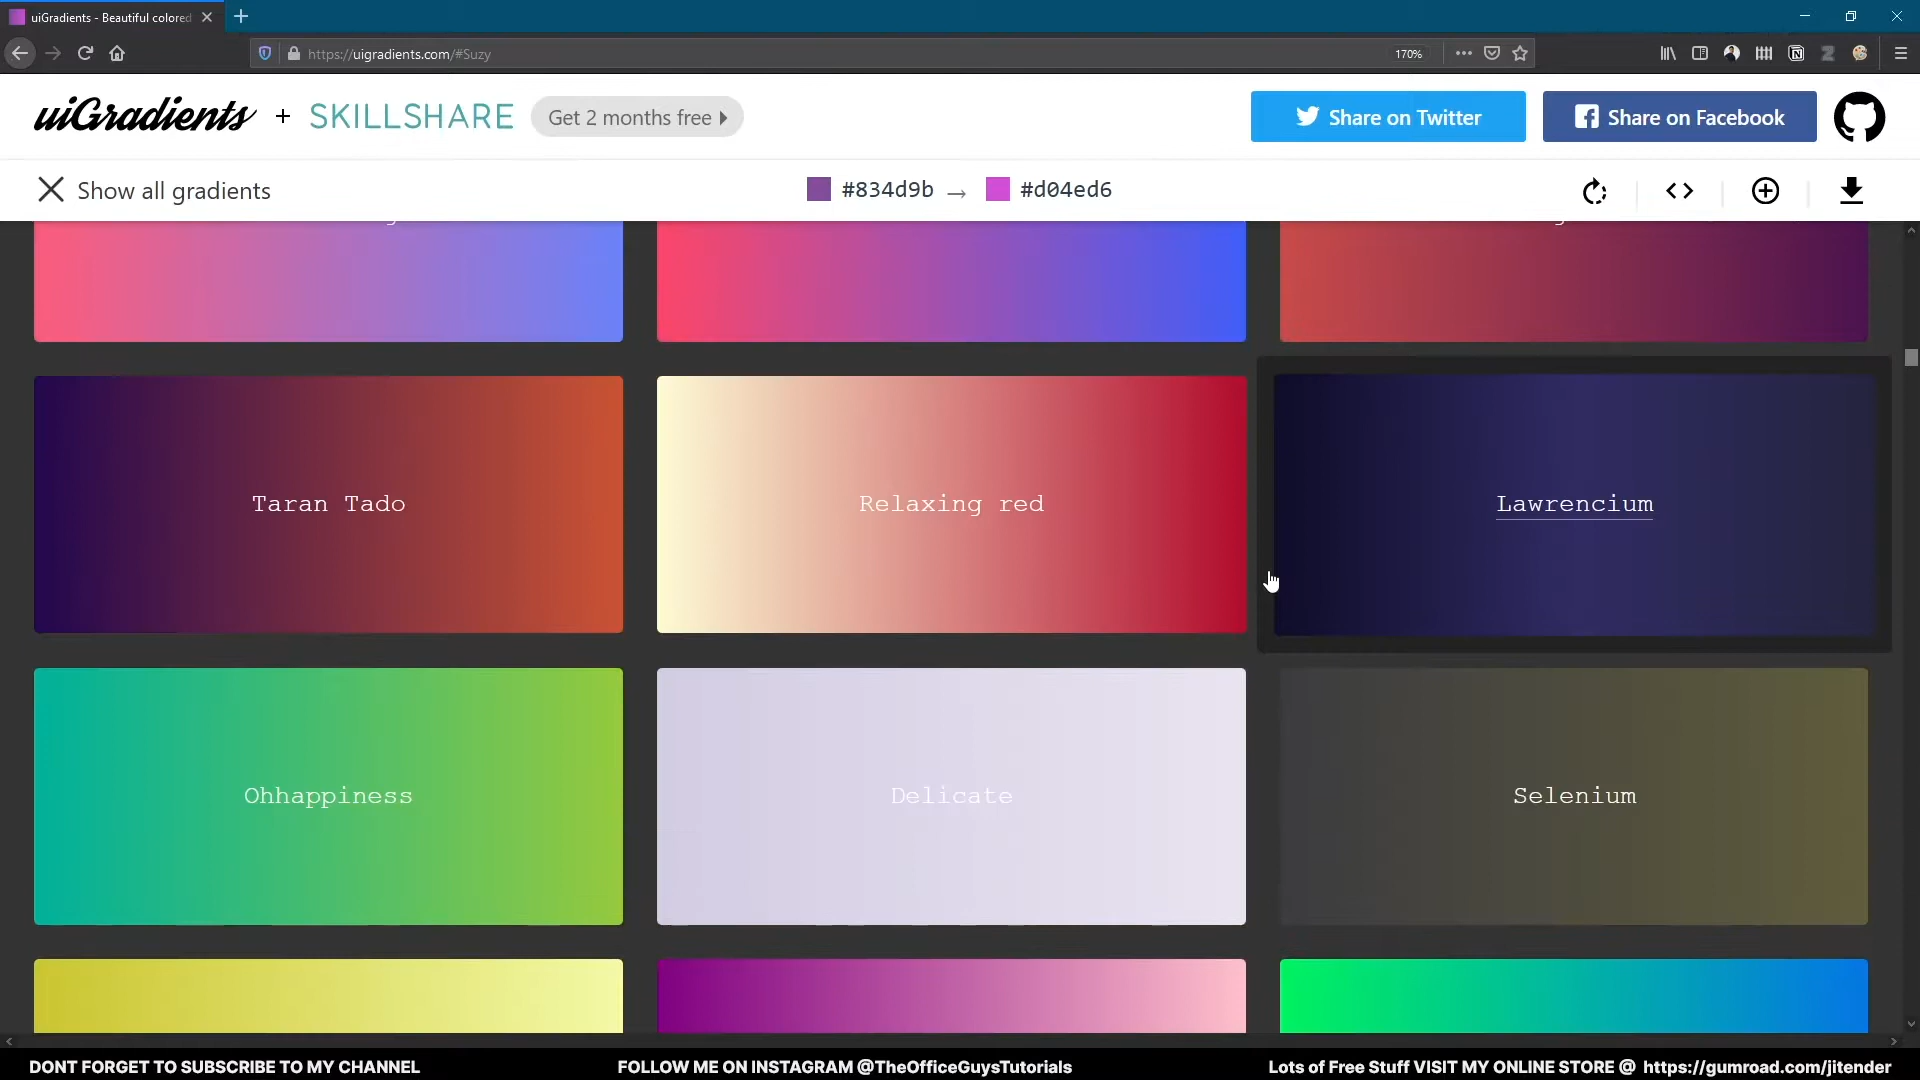 uiGradients - Beautiful colored
https://uigradients.com/#Suzy
170%
uiGradients + SKILLSHARE Get 2 months free
Share on Twitter
Share on Facebook
Show all gradients
#834d9b → #d04ed6
Taran Tado
Relaxing red
Lawrencium
Ohhappiness
Delicate
Selenium
DONT FORGET TO SUBSCRIBE TO MY CHANNEL
FOLLOW ME ON INSTAGRAM @TheOfficeGuysTutorials
Lots of Free Stuff VISIT MY ONLINE STORE @ https://gumroad.com/jitender